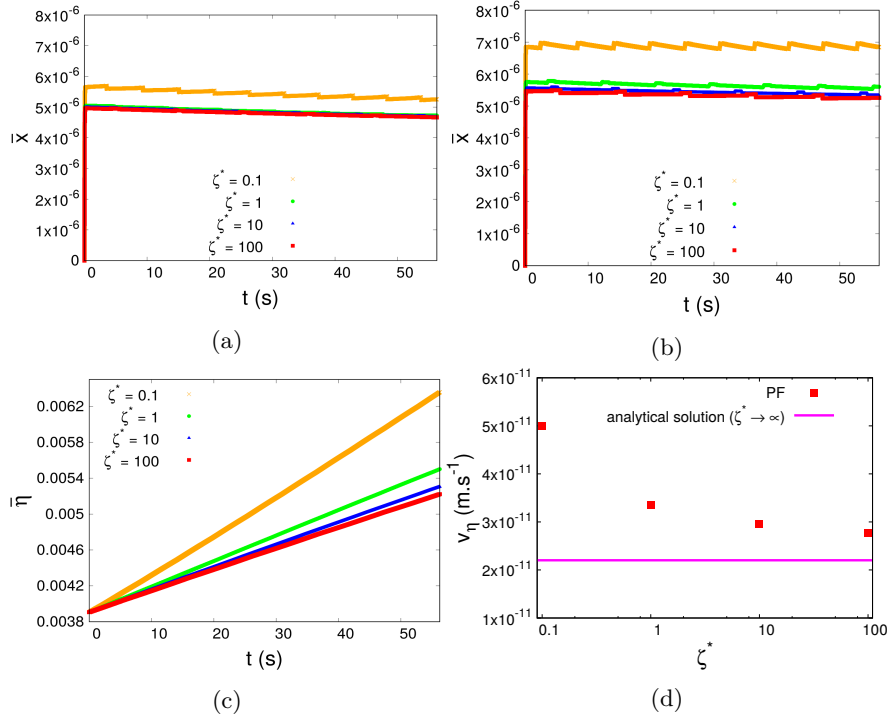 8x10⁻⁶
7x10⁻⁶
6x10⁻⁶
5x10⁻⁶
4x10⁻⁶
3x10⁻⁶
2x10⁻⁶
1x10⁻⁶
0
x̄
ζ* = 0.1
ζ* = 1
ζ* = 10
ζ* = 100
0 10 20 30 40 50
t (s)
(a)
8x10⁻⁶
7x10⁻⁶
6x10⁻⁶
5x10⁻⁶
4x10⁻⁶
3x10⁻⁶
2x10⁻⁶
1x10⁻⁶
0
x̄
ζ* = 0.1
ζ* = 1
ζ* = 10
ζ* = 100
0 10 20 30 40 50
t (s)
(b)
0.0062
0.0054
0.005
0.0046
0.0042
0.0038
η̄
ζ* = 0.1
ζ* = 1
ζ* = 10
ζ* = 100
0 10 20 30 40 50
t (s)
(c)
6x10⁻¹¹
5x10⁻¹¹
4x10⁻¹¹
3x10⁻¹¹
2x10⁻¹¹
1x10⁻¹¹
v_η (m.s⁻¹)
PF
analytical solution (ζ* → ∞)
0.1 1 10 100
ζ*
(d)